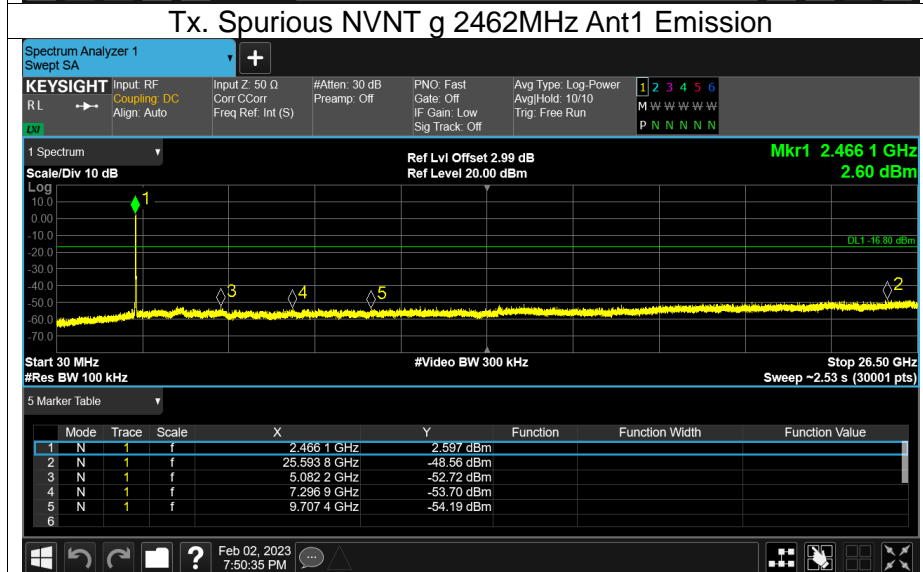 Tx. Spurious NVNT g 2462MHz Ant1 Emission
Spectrum Analyzer 1
Swept SA
+
KEYSIGHT Input: RF Input Z: 50 Ω #Atten: 30 dB PNO: Fast Avg Type: Log-Power 1 2 3 4 5 6
RL Coupling: DC Corr CCorr Preamp: Off Gate: Off Avg|Hold: 10/10 M W W W W W
Align: Auto Freq Ref: Int (S) IF Gain: Low Trig: Free Run
LXI Sig Track: Off P N N N N N
1 Spectrum Ref Lvl Offset 2.99 dB Mkr1 2.466 1 GHz
Scale/Div 10 dB Ref Level 20.00 dBm 2.60 dBm
Log
10.0 1
0.00
-10.0 DL1 -16.80 dBm
-20.0
-30.0
-40.0 3 4 5 2
-50.0
-60.0
-70.0
Start 30 MHz #Video BW 300 kHz Stop 26.50 GHz
#Res BW 100 kHz Sweep ~2.53 s (30001 pts)
5 Marker Table
Mode Trace Scale X Y Function Function Width Function Value
1 N 1 f 2.466 1 GHz 2.597 dBm
2 N 1 f 25.593 8 GHz -48.56 dBm
3 N 1 f 5.082 2 GHz -52.72 dBm
4 N 1 f 7.296 9 GHz -53.70 dBm
5 N 1 f 9.707 4 GHz -54.19 dBm
6
? Feb 02, 2023
7:50:35 PM